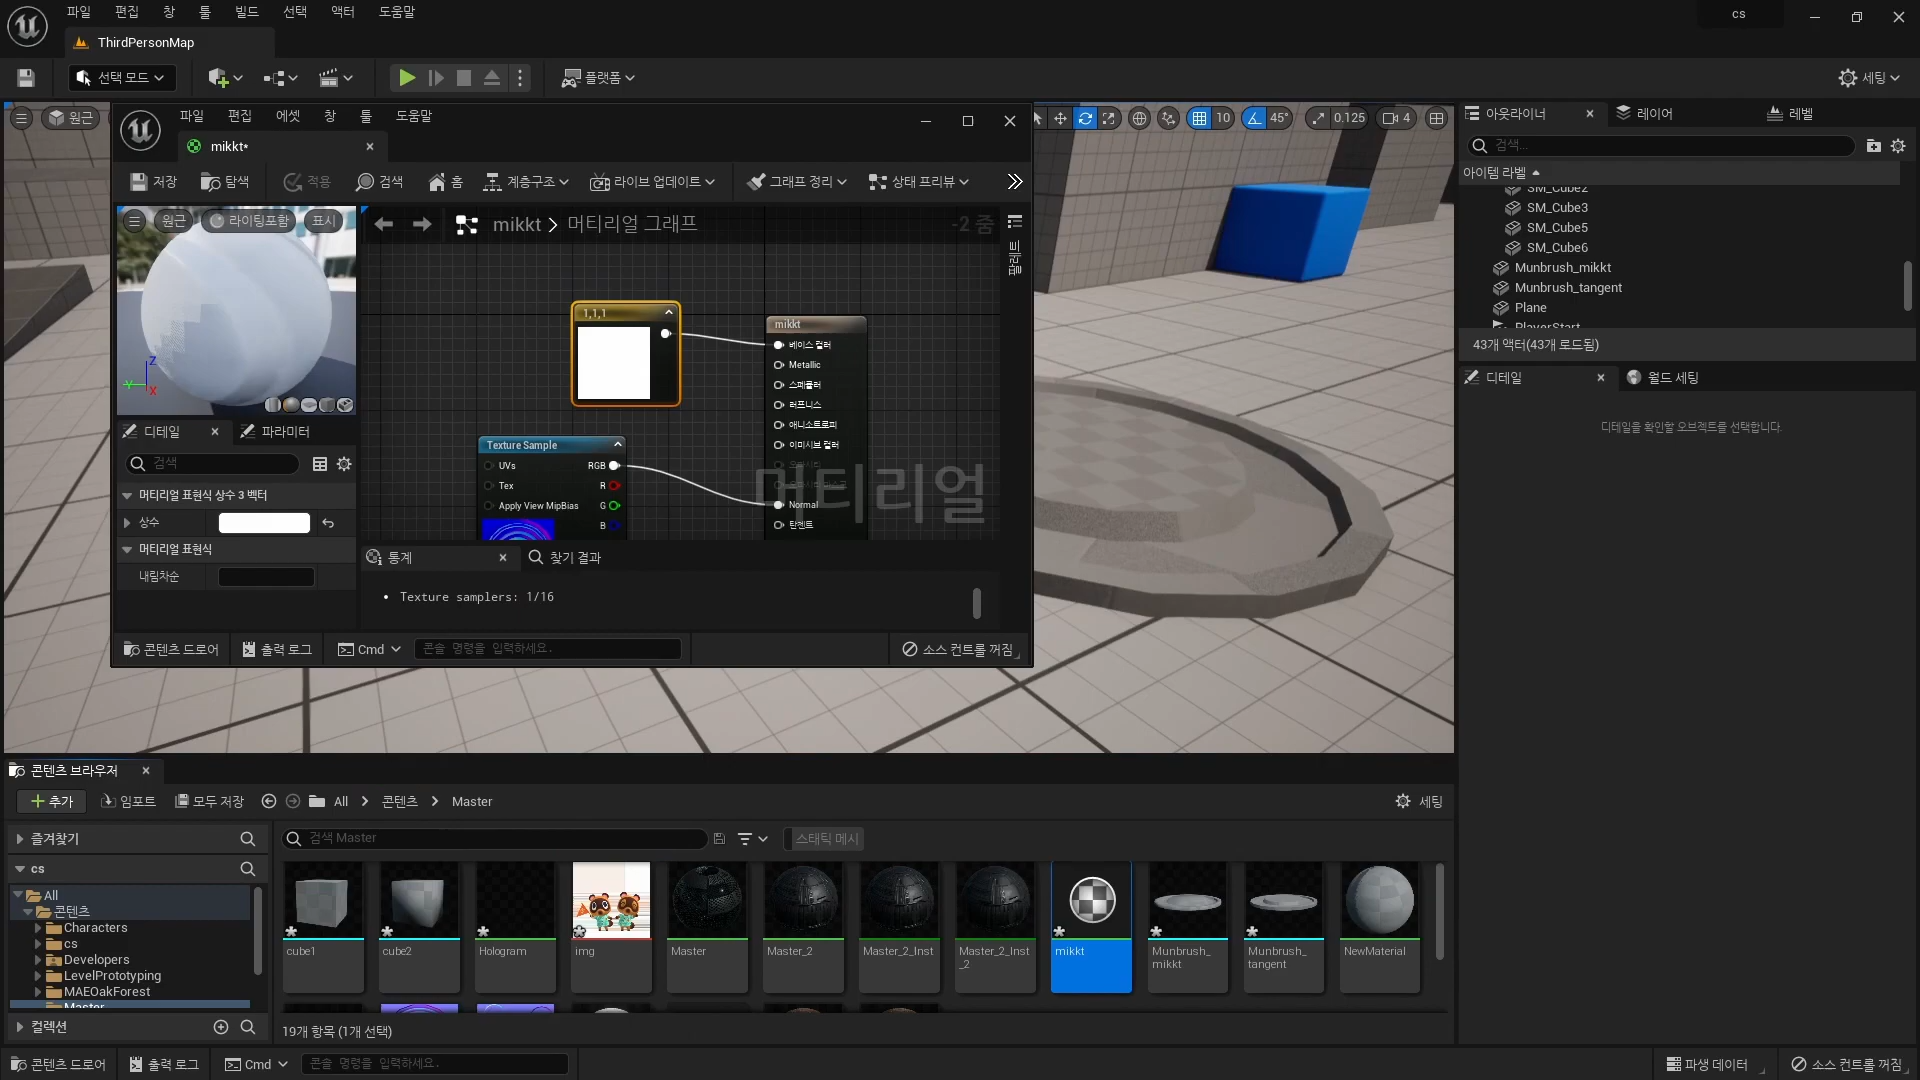 파일 편집 창 툴 빌드 선택 액터 도움말
cs
ThirdPersonMap
선택 모드
플랫폼
세팅
원근
10
45°
0.125
4
파일 편집 에셋 창 툴 도움말
mikkt*
저장 탐색 적용 검색 홈 계층구조 라이브 업데이트 그래프 정리 상태 프리뷰
원근 라이팅포함 표시
mikkt > 머티리얼 그래프
-2 줌
팔레트
1,1,1
mikkt
베이스 컬러
Metallic
스페큘러
러프니스
애니소트로피
이미시브 컬러
Normal
탄젠트
머티리얼
Texture Sample
UVs RGB
Tex R
Apply View MipBias G
B
Z
Y
X
디테일 파라미터
검색
머티리얼 표현식 상수 3 벡터
상수
머티리얼 표현식
내림차순
통계 찾기 결과
• Texture samplers: 1/16
콘텐츠 드로어 출력 로그 Cmd 콘솔 명령을 입력하세요. 소스 컨트롤 꺼짐
아웃라이너 레이어 레벨
검색...
아이템 라벨
SM_Cube2
SM_Cube3
SM_Cube5
SM_Cube6
Munbrush_mikkt
Munbrush_tangent
Plane
PlayerStart
43개 액터(43개 로드됨)
디테일 월드 세팅
디테일을 확인할 오브젝트를 선택합니다.
콘텐츠 브라우저
추가 임포트 모두 저장 All > 콘텐츠 > Master
세팅
즐겨찾기
cs
All
콘텐츠
Characters
cs
Developers
LevelPrototyping
MAEOakForest
Master
컬렉션
검색 Master
스태틱 메시
cube1
cube2
Hologram
img
Master
Master_2
Master_2_Inst
Master_2_Inst
_2
mikkt
Munbrush_
mikkt
Munbrush_
tangent
NewMaterial
19개 항목 (1개 선택)
콘텐츠 드로어 출력 로그 Cmd 콘솔 명령을 입력하세요.
파생 데이터 소스 컨트롤 꺼짐